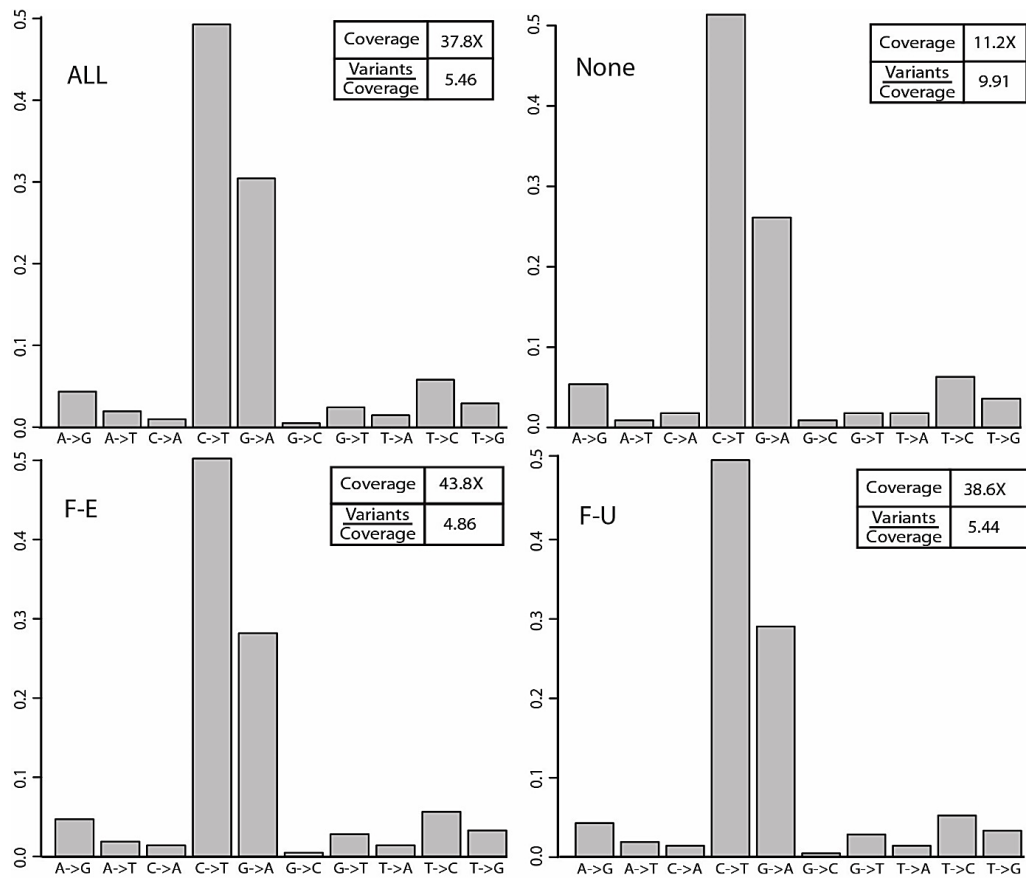 ALL
Coverage 37.8X
Variants
Coverage 5.46
0.5
0.4
0.3
0.2
0.1
0.0
A->G A->T C->A C->T G->A G->C G->T T->A T->C T->G
None
Coverage 11.2X
Variants
Coverage 9.91
0.5
0.4
0.3
0.2
0.1
0.0
A->G A->T C->A C->T G->A G->C G->T T->A T->C T->G
F-E
Coverage 43.8X
Variants
Coverage 4.86
0.5
0.4
0.3
0.2
0.1
0.0
A->G A->T C->A C->T G->A G->C G->T T->A T->C T->G
F-U
Coverage 38.6X
Variants
Coverage 5.44
0.5
0.4
0.3
0.2
0.1
0.0
A->G A->T C->A C->T G->A G->C G->T T->A T->C T->G